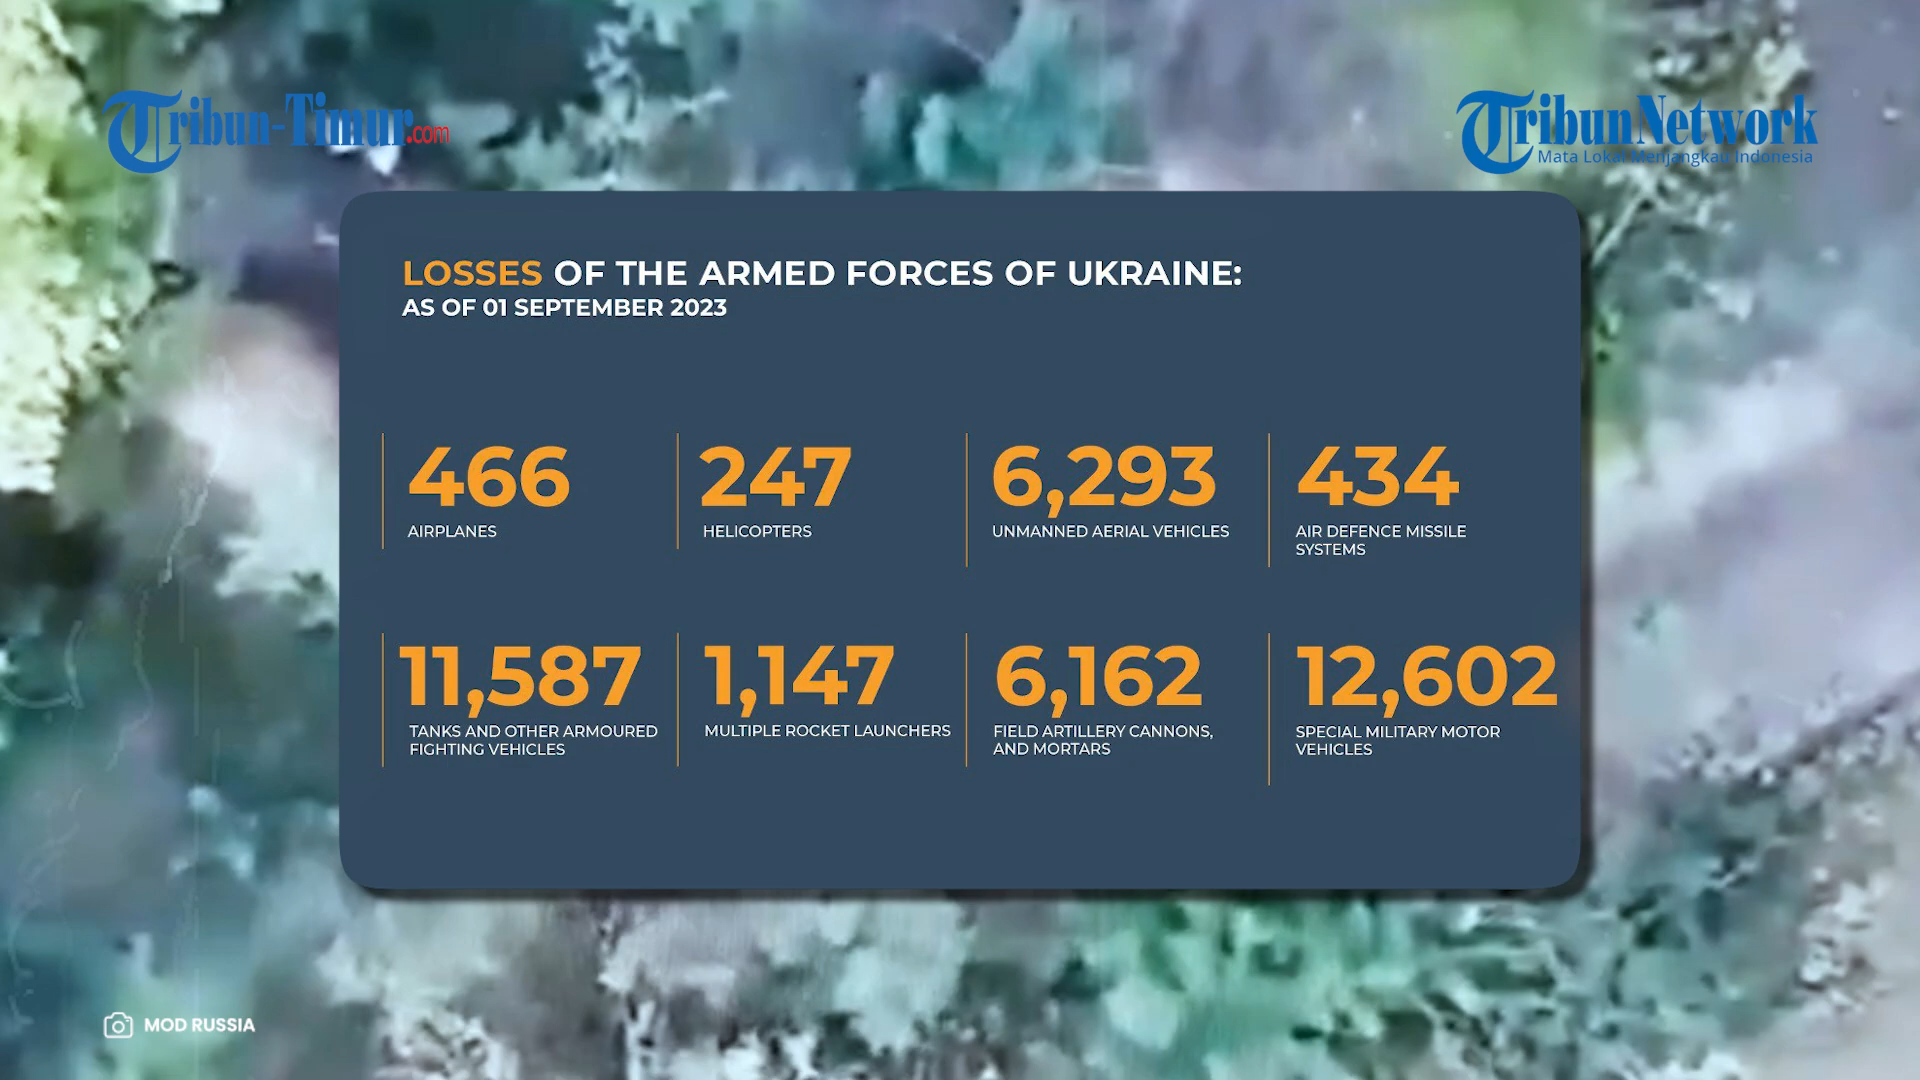 Tribun-Timur.com
TribunNetwork
Mata Lokal Menjangkau Indonesia
LOSSES OF THE ARMED FORCES OF UKRAINE:
AS OF 01 SEPTEMBER 2023
466
AIRPLANES
247
HELICOPTERS
6,293
UNMANNED AERIAL VEHICLES
434
AIR DEFENCE MISSILE
SYSTEMS
11,587
TANKS AND OTHER ARMOURED
FIGHTING VEHICLES
1,147
MULTIPLE ROCKET LAUNCHERS
6,162
FIELD ARTILLERY CANNONS,
AND MORTARS
12,602
SPECIAL MILITARY MOTOR
VEHICLES
MOD RUSSIA